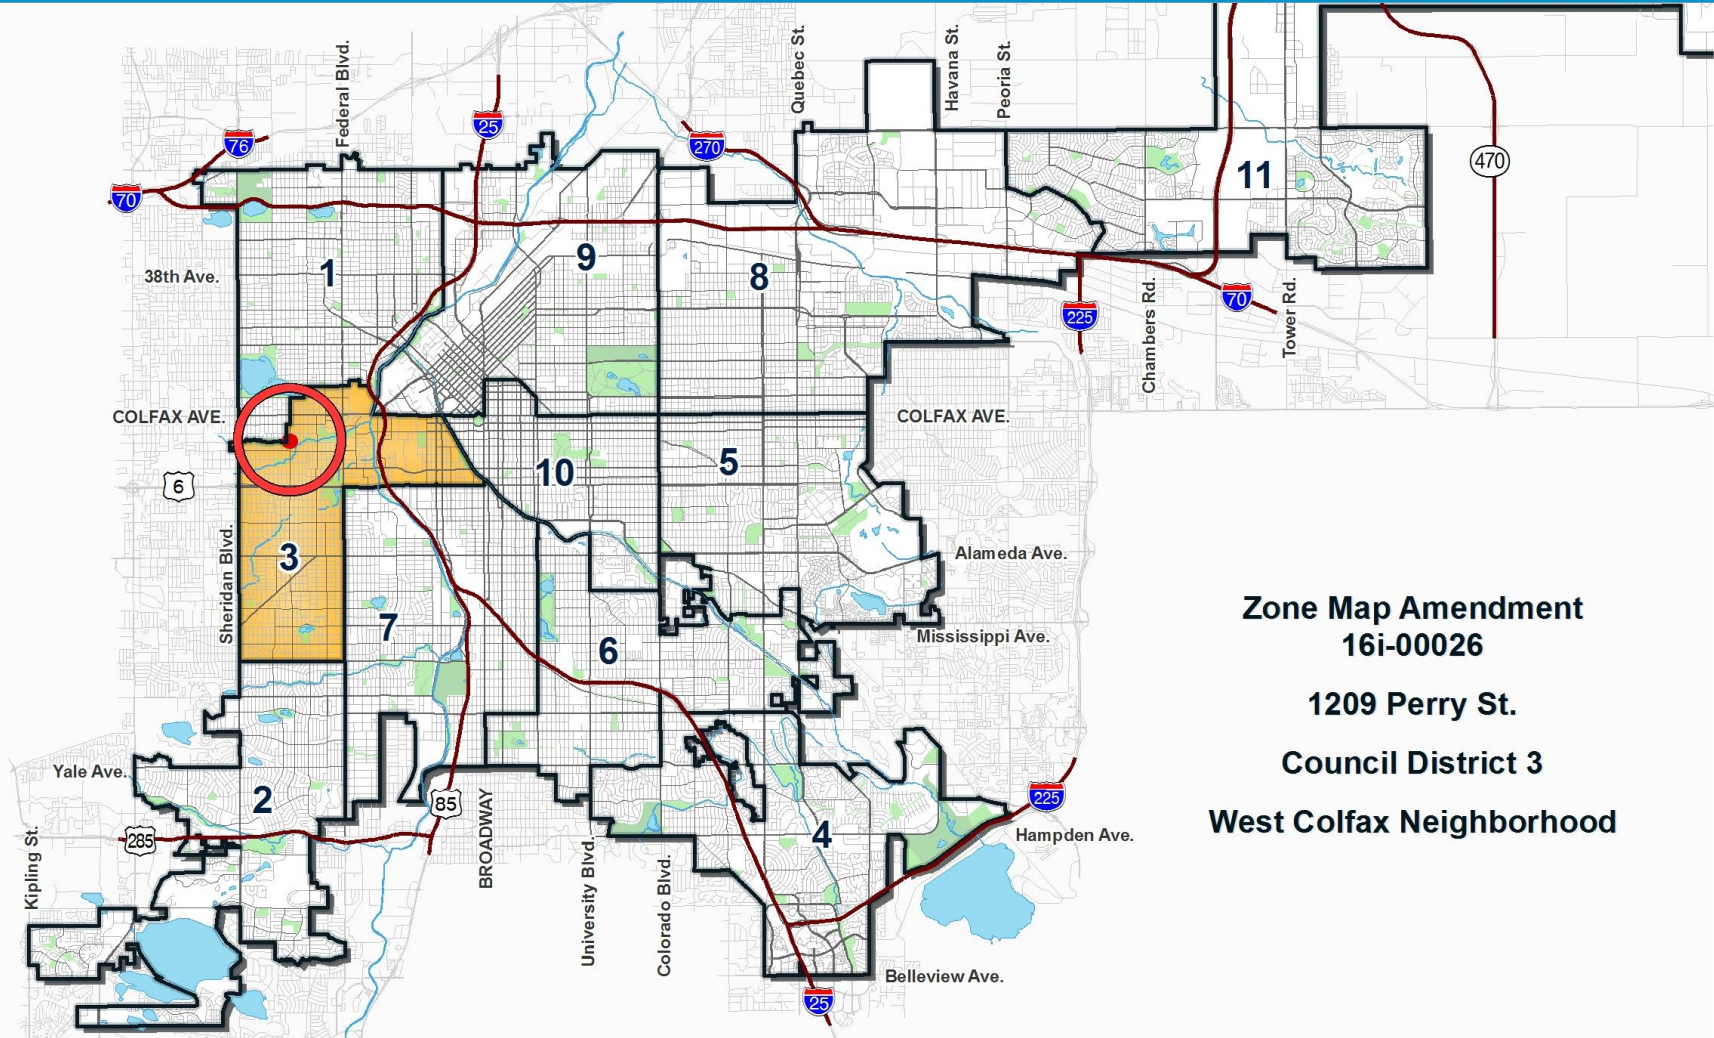 Federal Blvd.
Quebec St.
Havana St.
Peoria St.
76
25
270
70
470
11
1
9
8
38th Ave.
225
Chambers Rd.
70
Tower Rd.
COLFAX AVE.
COLFAX AVE.
6
10
5
Sheridan Blvd.
3
Alameda Ave.
7
6
Mississippi Ave.
Zone Map Amendment
16i-00026
1209 Perry St.
Council District 3
West Colfax Neighborhood
Yale Ave.
2
85
BROADWAY
285
Kipling St.
University Blvd.
Colorado Blvd.
4
225
Hampden Ave.
Belleview Ave.
25